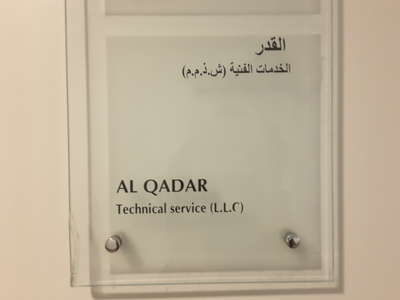 القدر
الخدمات الفنية (ش.ذ.م.م)
AL QADAR
Technical service (L.L.C)